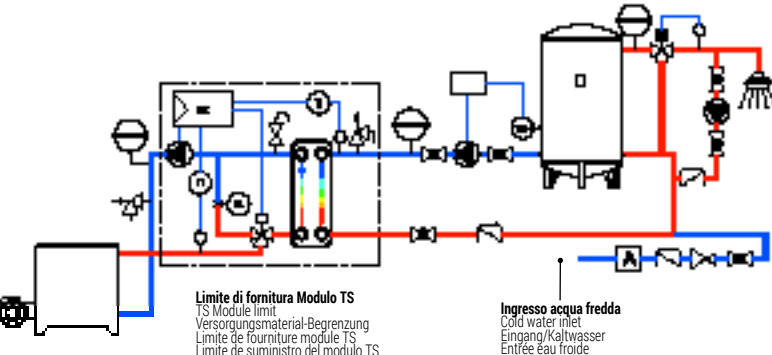 A
Limite di fornitura Modulo TS
TS Module limit
Versorgungsmaterial-Begrenzung
Limite de fourniture module TS
Limite de suministro del modulo TS
Ingresso acqua fredda
Cold water inlet
Eingang/Kaltwasser
Entrée eau froide